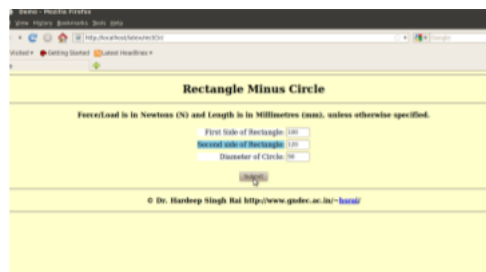 Demo - Mozilla Firefox
View History Bookmarks Tools Help
Visited Getting Started Latest Headlines
Rectangle Minus Circle
Force/Load is in Newtons (N) and Length is in Millimetres (mm), unless otherwise specified.
First Side of Rectangle:
Second side of Rectangle: 120
Diameter of Circle:
Submit
© Dr. Hardeep Singh Rai http://www.gndec.ac.in/~hsrai/